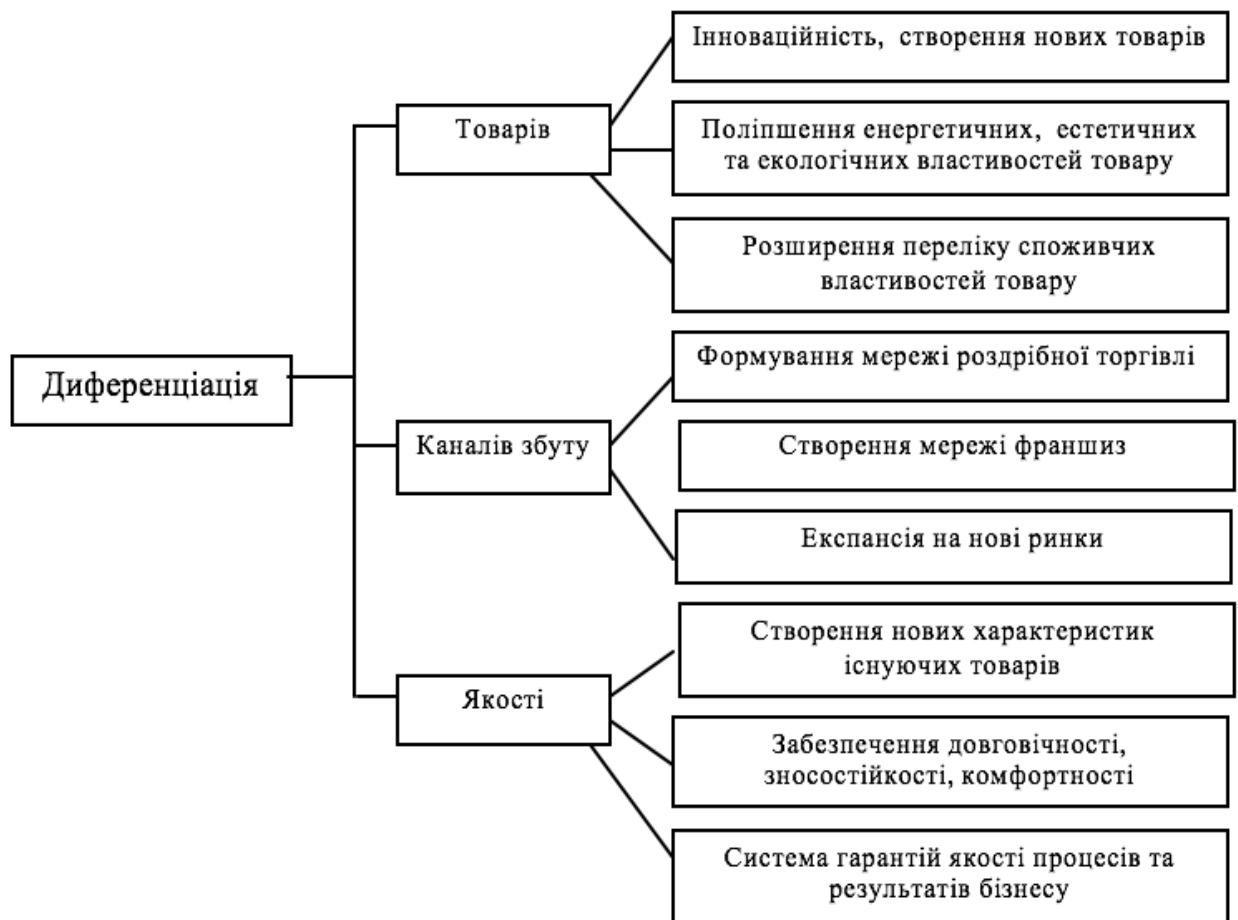 Диференціація
Товарів
Інноваційність, створення нових товарів
Поліпшення енергетичних, естетичних
та екологічних властивостей товару
Розширення переліку споживчих
властивостей товару
Каналів збуту
Формування мережі роздрібної торгівлі
Створення мережі франшиз
Експансія на нові ринки
Якості
Створення нових характеристик
існуючих товарів
Забезпечення довговічності,
зносостійкості, комфортності
Система гарантій якості процесів та
результатів бізнесу